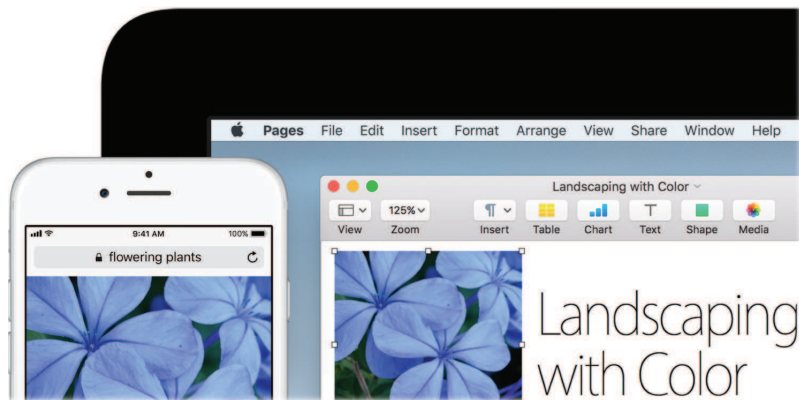 Pages File Edit Insert Format Arrange View Share Window Help
Landscaping with Color
125%
View Zoom Insert Table Chart Text Shape Media
9:41 AM 100%
flowering plants
Landscaping
with Color